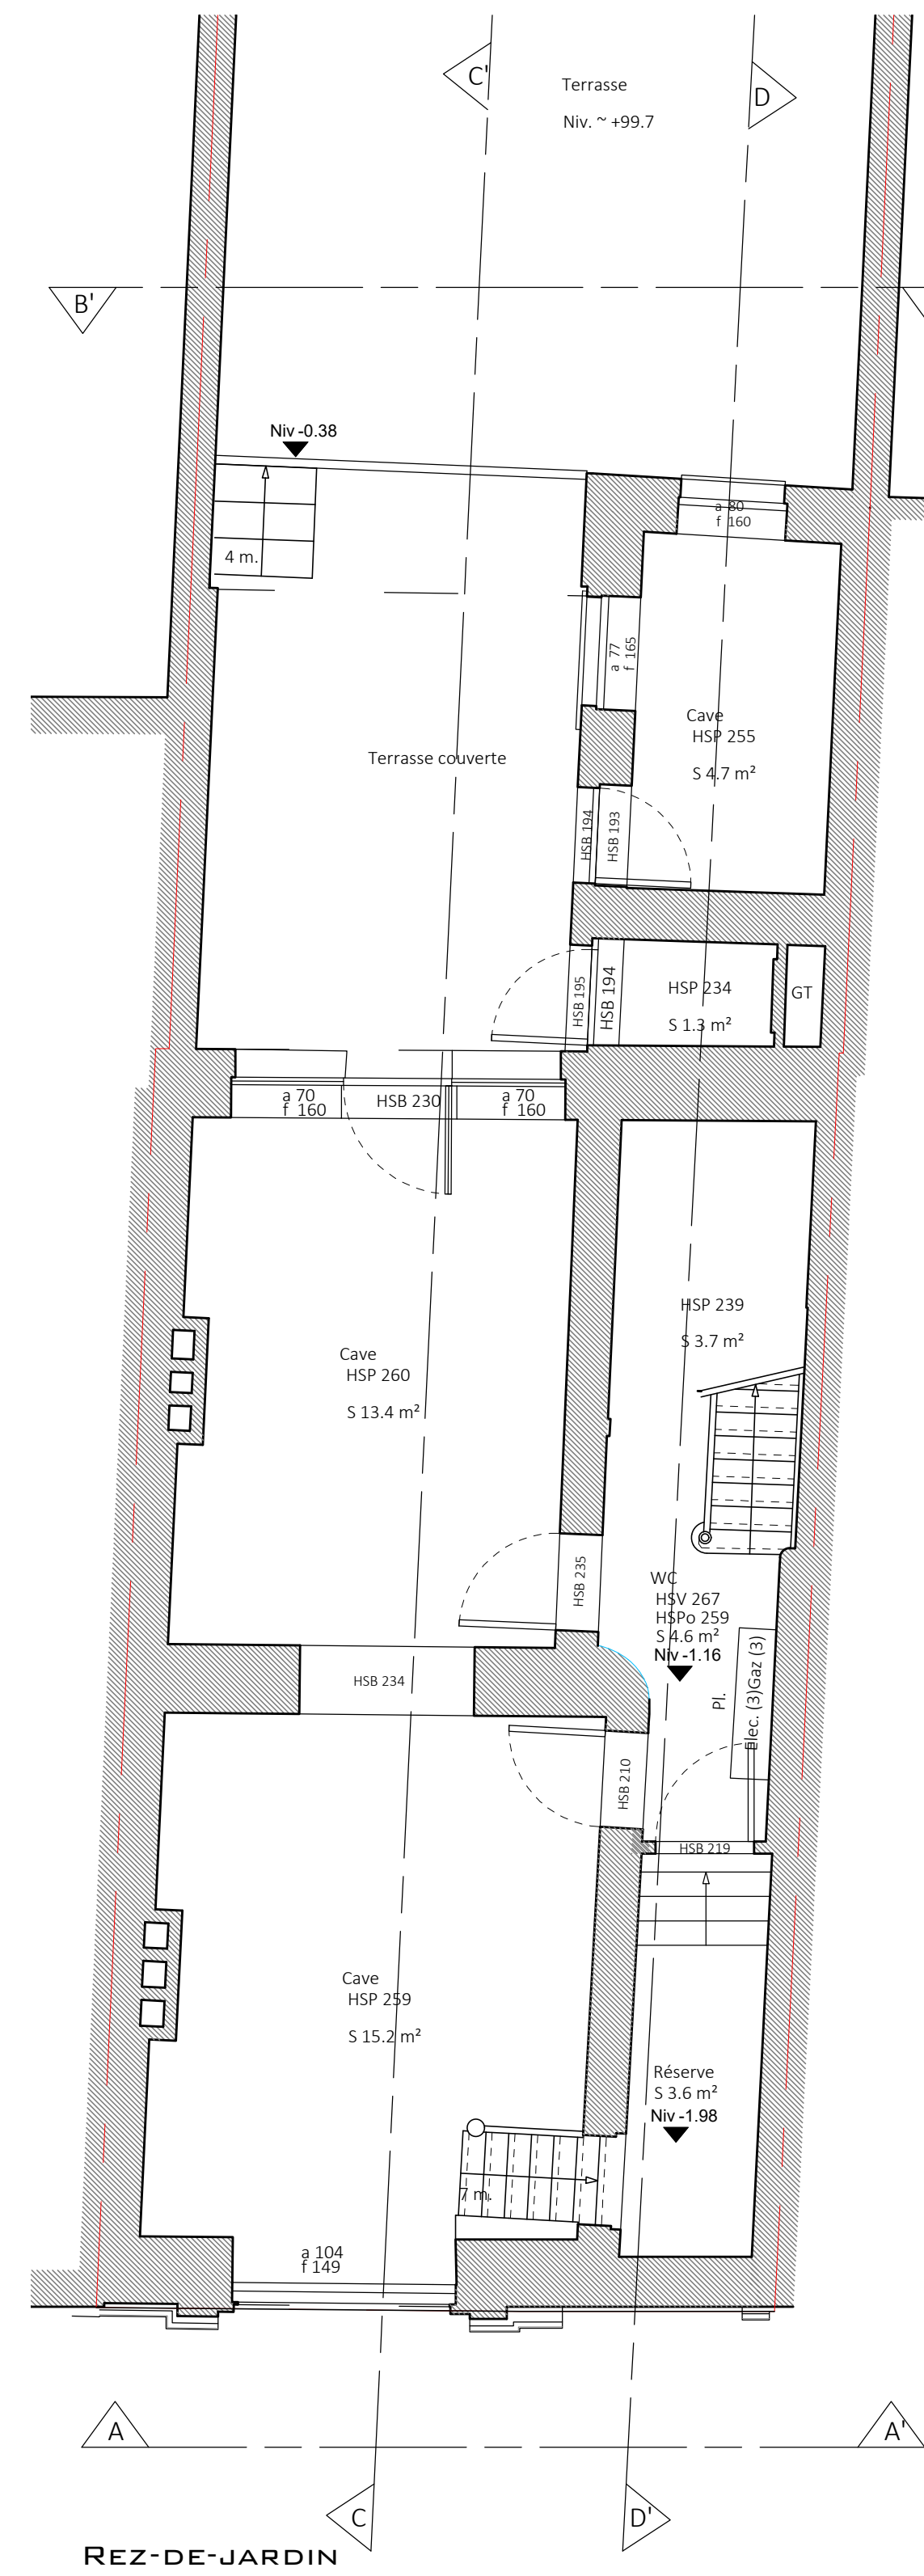 C'
Terrasse
Niv. ~ +99.7
D
B'
Niv -0.38
4 m.
a 80
f 160
a 77
f 165
Cave
HSP 255
S 4.7 m²
Terrasse couverte
HSB 194
HSB 193
HSB 195
HSB 194
HSP 234
S 1.3 m²
GT
a 70
f 160
HSB 230
a 70
f 160
HSP 239
S 3.7 m²
Cave
HSP 260
S 13.4 m²
HSB 235
WC
HSV 267
HSPo 259
S 4.6 m²
Niv -1.16
Pl.
Elec. (3)Gaz (3)
HSB 234
HSB 210
HSB 219
Cave
HSP 259
S 15.2 m²
Réserve
S 3.6 m²
Niv -1.98
7 m.
a 104
f 149
A
A'
C
D'
REZ-DE-JARDIN